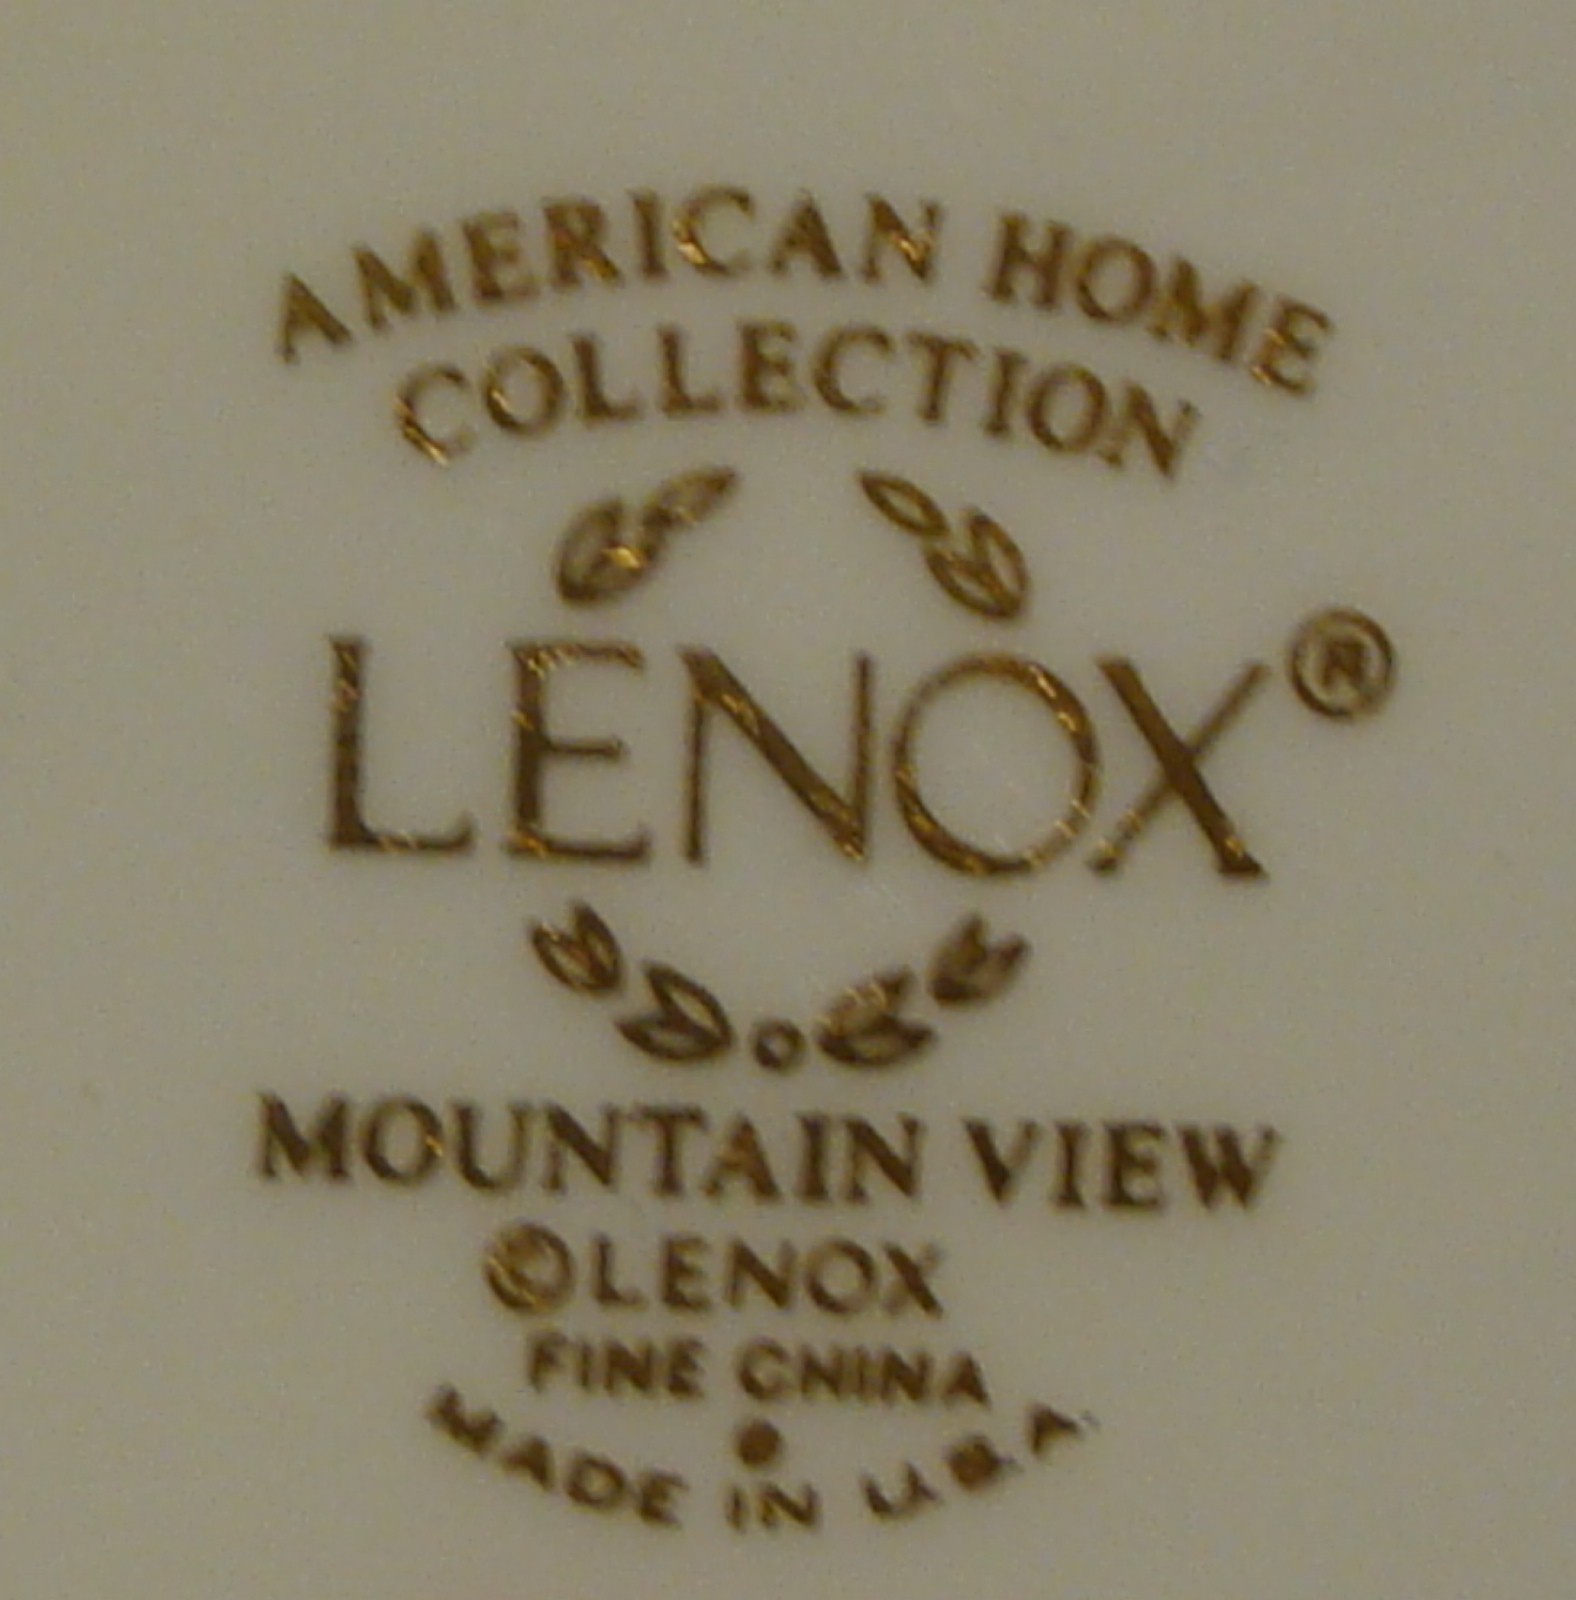 AMERICAN HOME
COLLECTION
LENOX®
MOUNTAIN VIEW
©LENOX
FINE CHINA
MADE IN U.S.A.